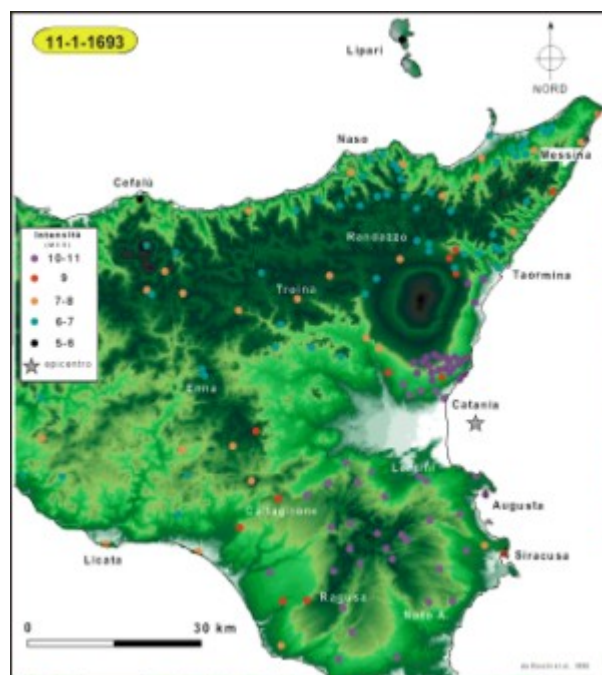 11-1-1693
Lipari
NORD
Naso
Messina
Cefalù
Intensità
10-11
9
7-8
6-7
5-6
epicentro
Randazzo
Taormina
Troina
Enna
Catania
Lentini
Augusta
Caltagirone
Siracusa
Licata
Ragusa
Noto A.
0 30 km